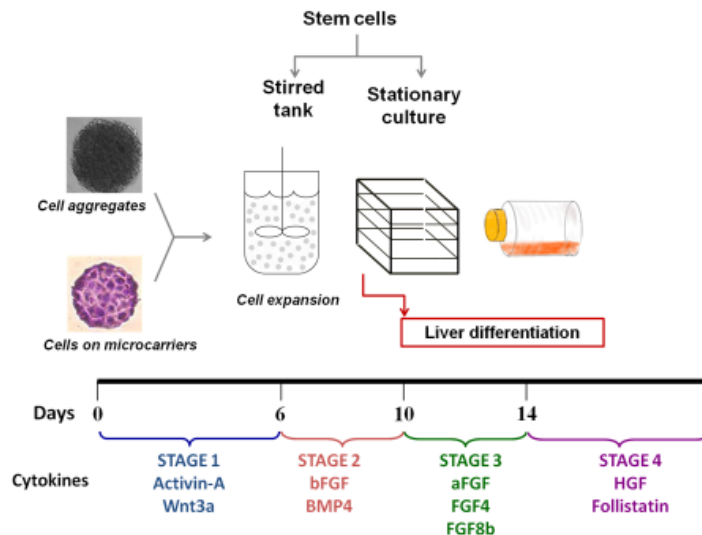 Stem cells
Stirred
tank
Stationary
culture
Cell aggregates
Cells on microcarriers
Cell expansion
Liver differentiation
Days 0 6 10 14
Cytokines
STAGE 1
Activin-A
Wnt3a
STAGE 2
bFGF
BMP4
STAGE 3
aFGF
FGF4
FGF8b
STAGE 4
HGF
Follistatin